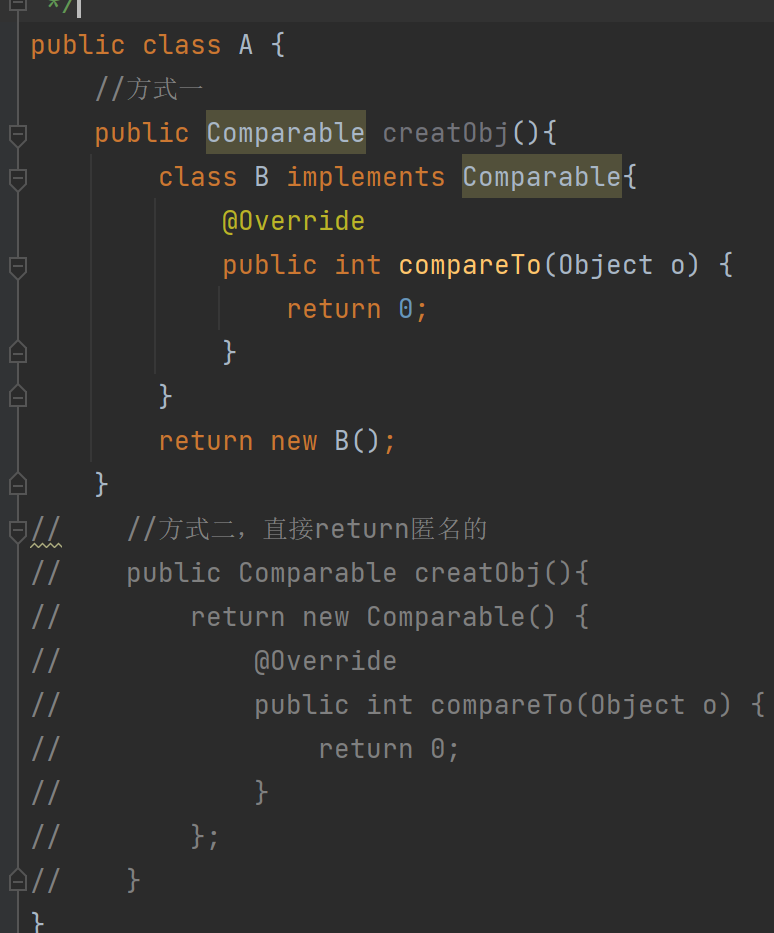 */
public class A {
    //方式一
    public Comparable creatObj(){
        class B implements Comparable{
            @Override
            public int compareTo(Object o) {
                return 0;
            }
        }
        return new B();
    }
//    //方式二，直接return匿名的
//    public Comparable creatObj(){
//        return new Comparable() {
//            @Override
//            public int compareTo(Object o) {
//                return 0;
//            }
//        };
//    }
}